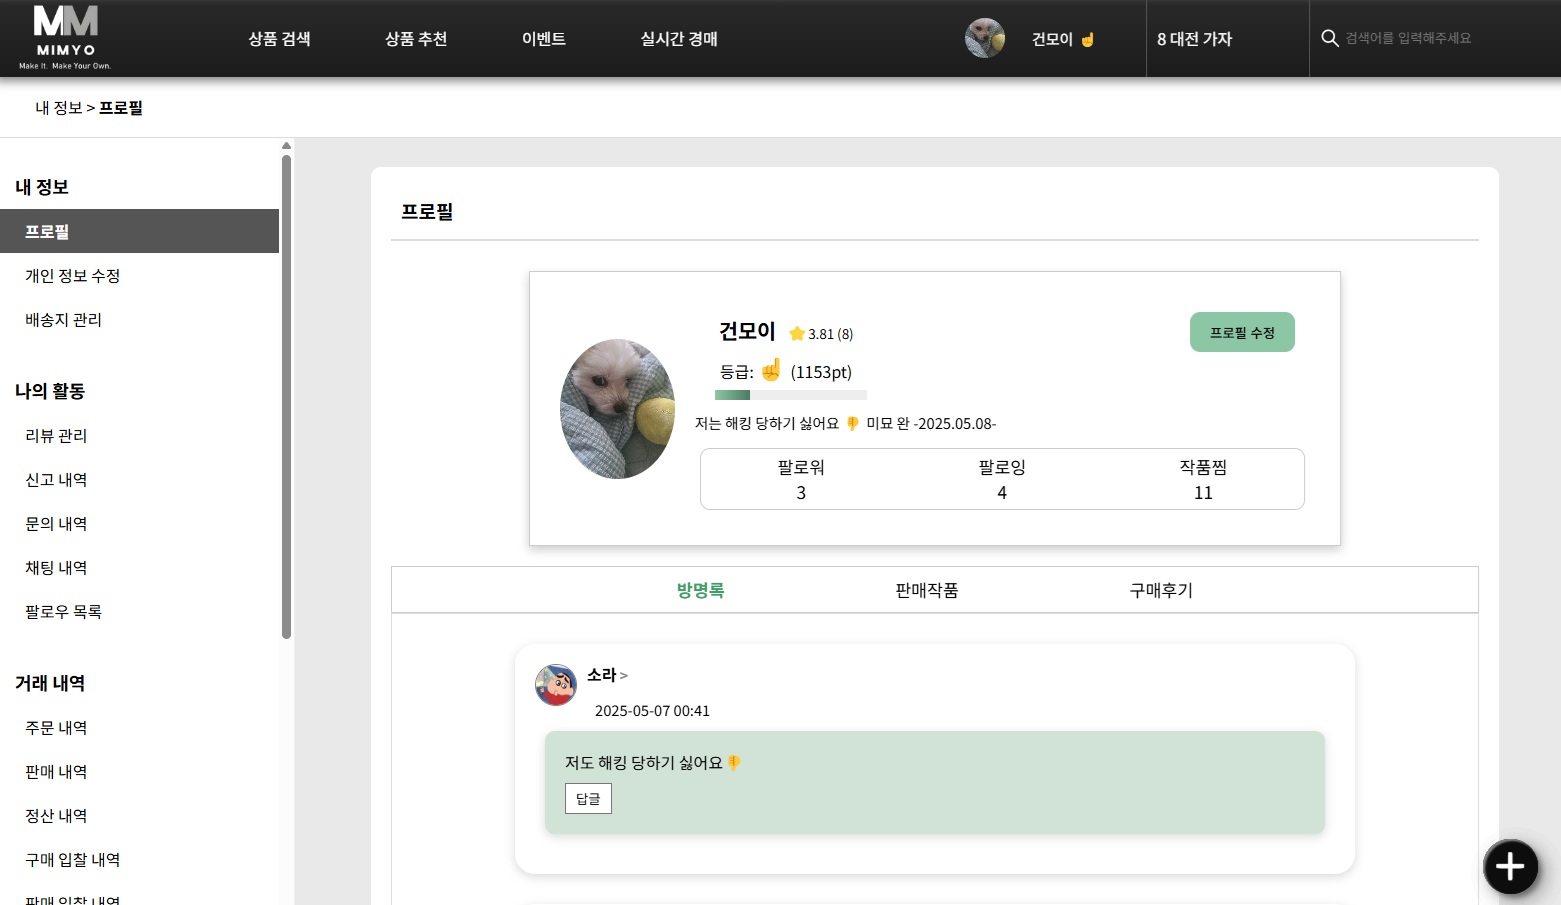 MM
MIMYO
Make It. Make Your Own.
상품 검색
상품 추천
이벤트
실시간 경매
건모이 ☝
8 대전 가자
검색어를 입력해주세요
내 정보 > 프로필
내 정보
프로필
개인 정보 수정
배송지 관리
나의 활동
리뷰 관리
신고 내역
문의 내역
채팅 내역
팔로우 목록
거래 내역
주문 내역
판매 내역
정산 내역
구매 입찰 내역
판매 입찰 내역
프로필
건모이 ⭐ 3.81 (8)
프로필 수정
등급: ☝ (1153pt)
저는 해킹 당하기 싫어요 👎 미묘 완 -2025.05.08-
팔로워
3
팔로잉
4
작품찜
11
방명록
판매작품
구매후기
소라 >
2025-05-07 00:41
저도 해킹 당하기 싫어요👎
답글